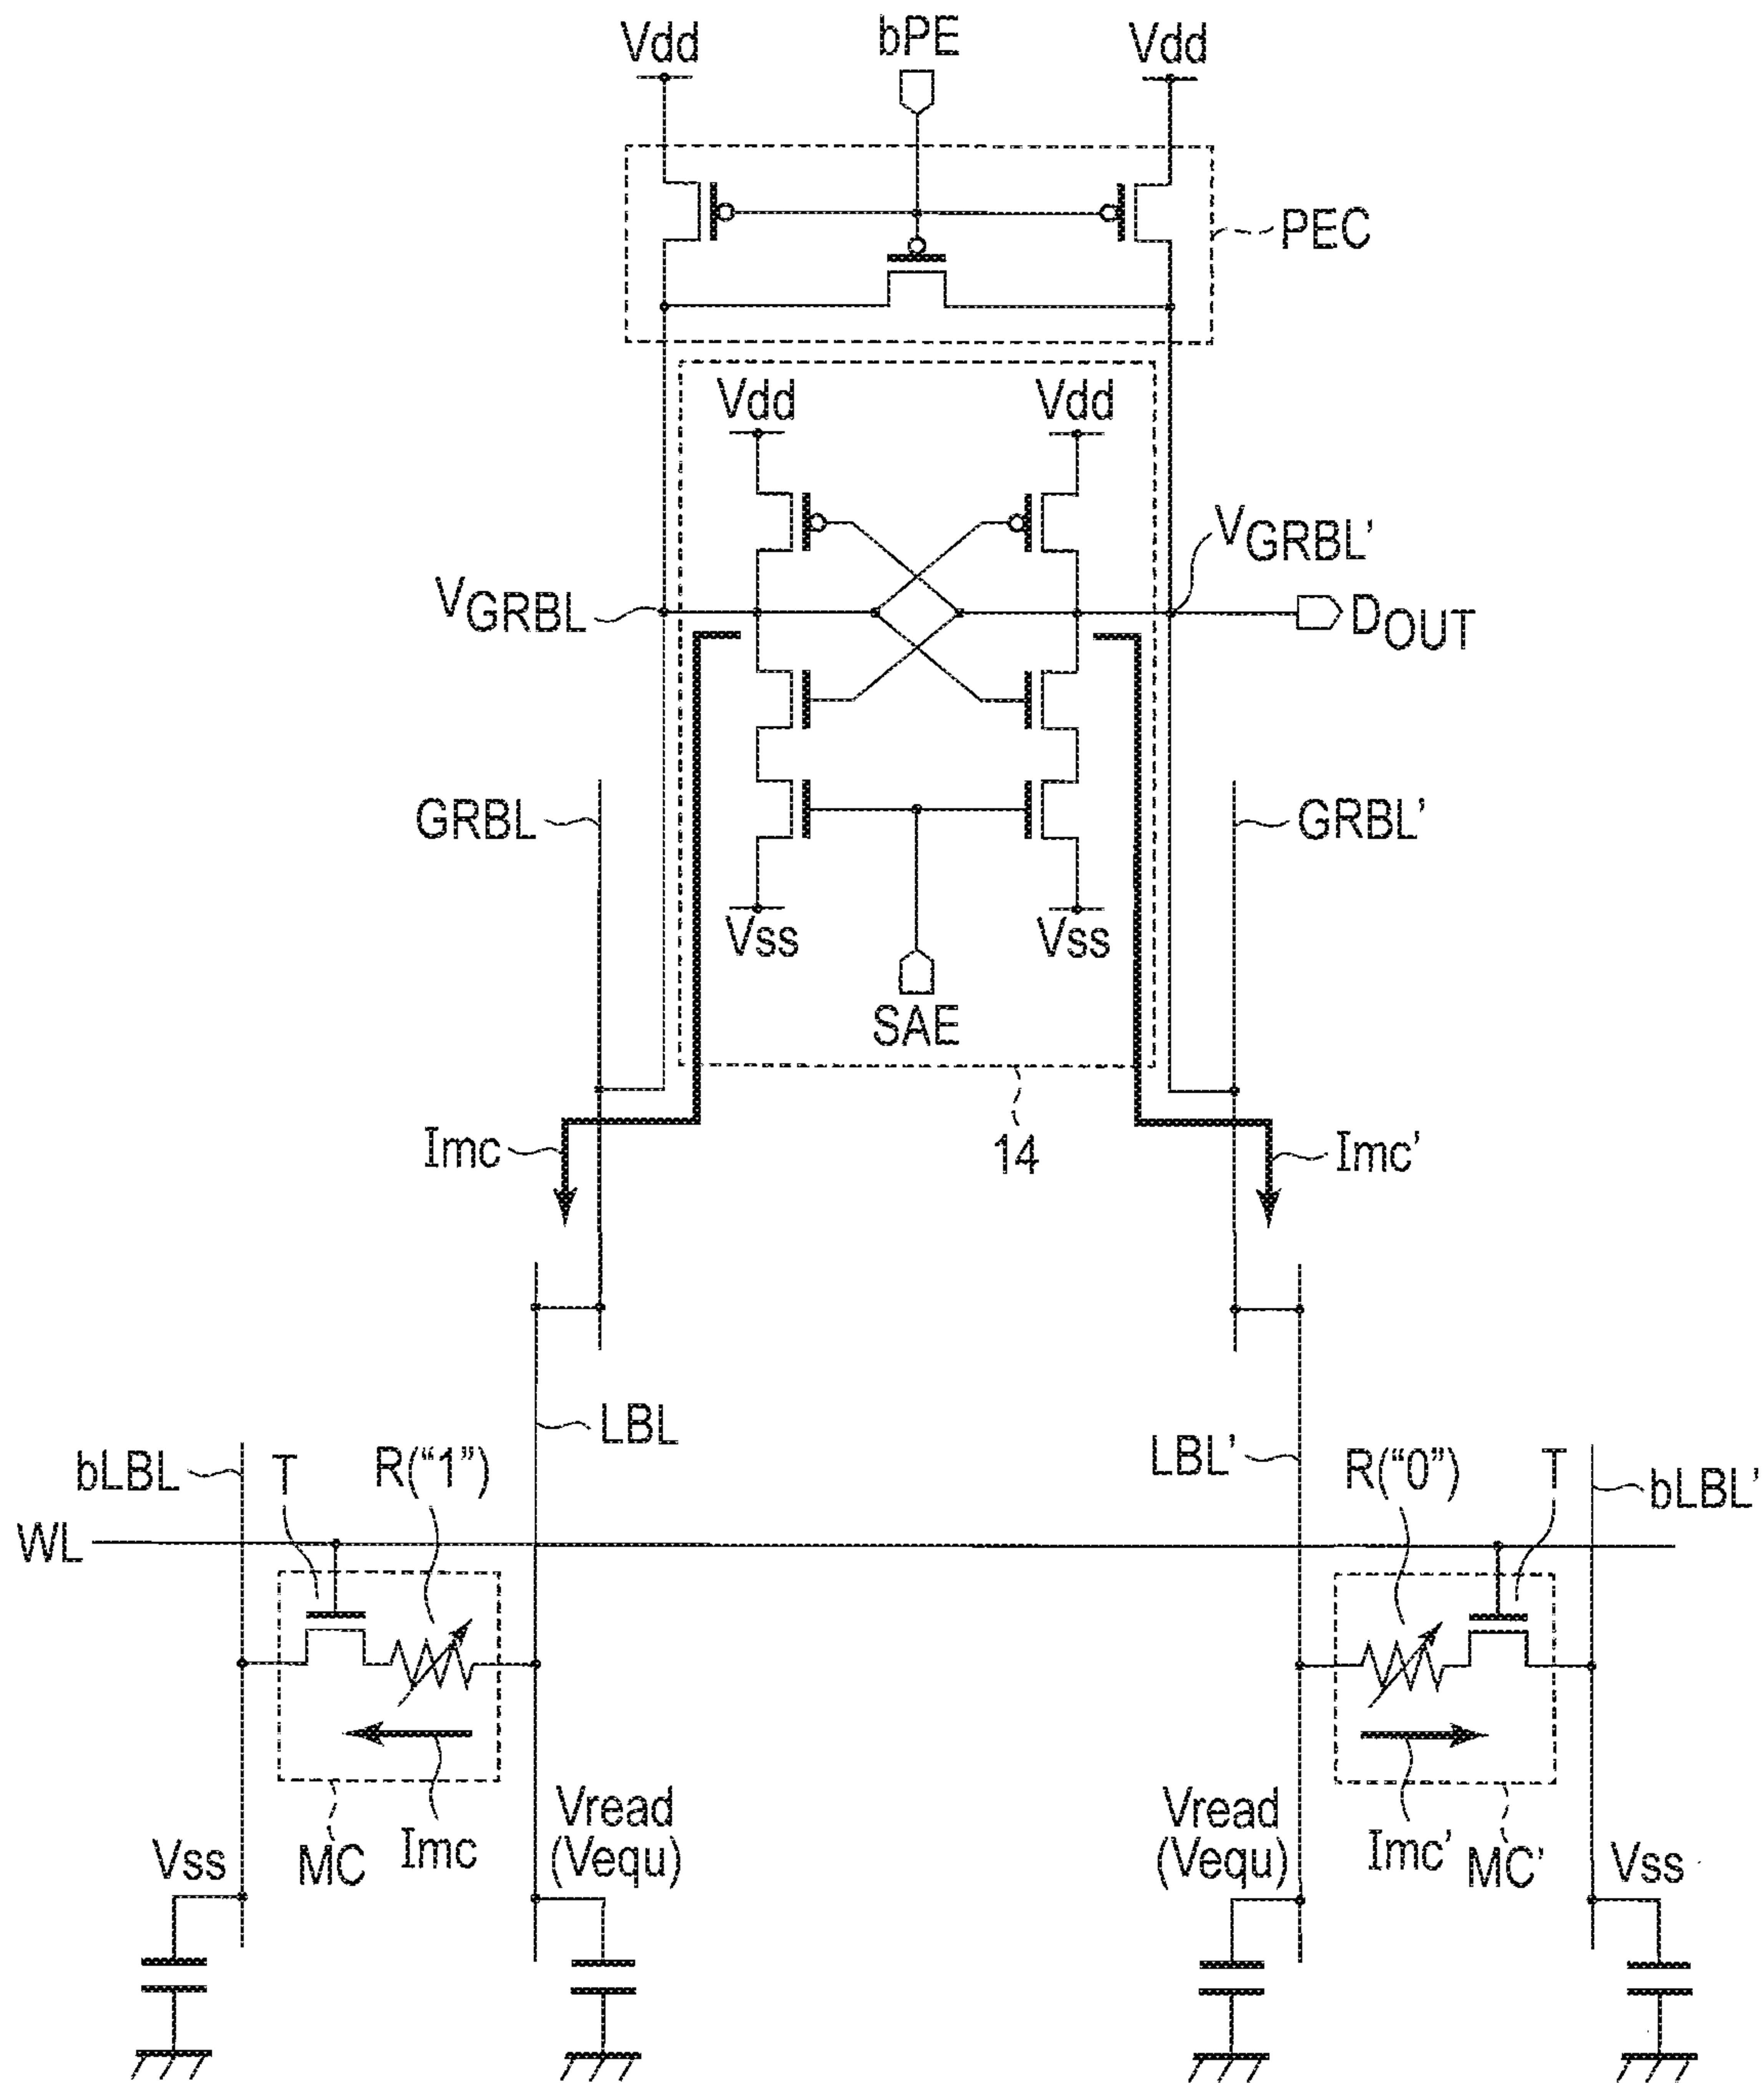 Vdd
bPE
Vdd
PEC
Vdd
Vdd
VGRBL
VGRBL’
DOUT
GRBL
GRBL’
Vss
Vss
SAE
14
Imc
Imc’
LBL
LBL’
bLBL
T
R(“1”)
R(“0”)
T
bLBL’
WL
Vread
(Vequ)
Vread
(Vequ)
Vss
MC
Imc
Imc’
MC’
Vss